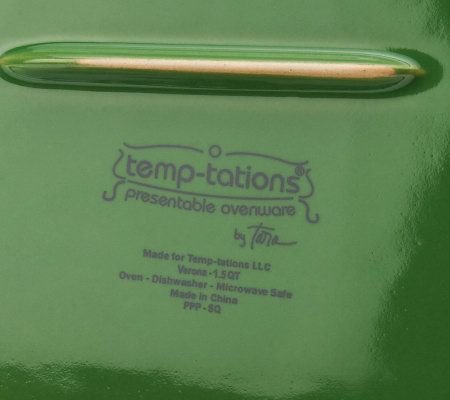 temp-tations®
presentable ovenware
by Tara
Made for Temp-tations LLC
Verona - 1.5 QT
Oven - Dishwasher - Microwave Safe
Made in China
PPP - SQ